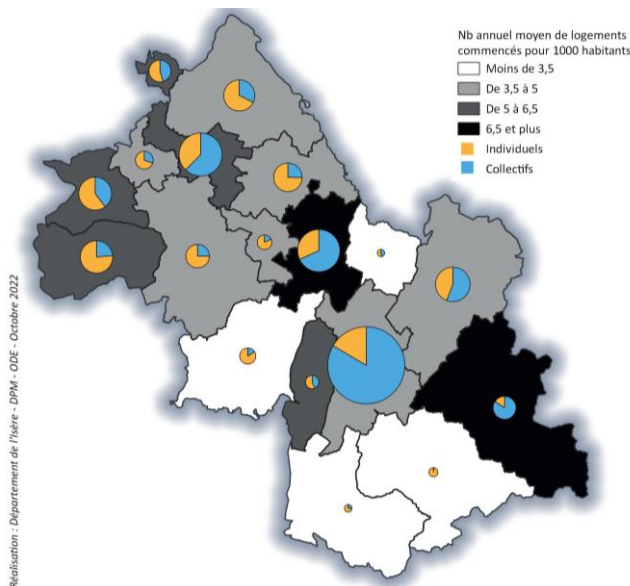 Nb annuel moyen de logements
commencés pour 1000 habitants
Moins de 3,5
De 3,5 à 5
De 5 à 6,5
6,5 et plus
Individuels
Collectifs
Réalisation : Département de l'Isère - DPM - ODE - Octobre 2022